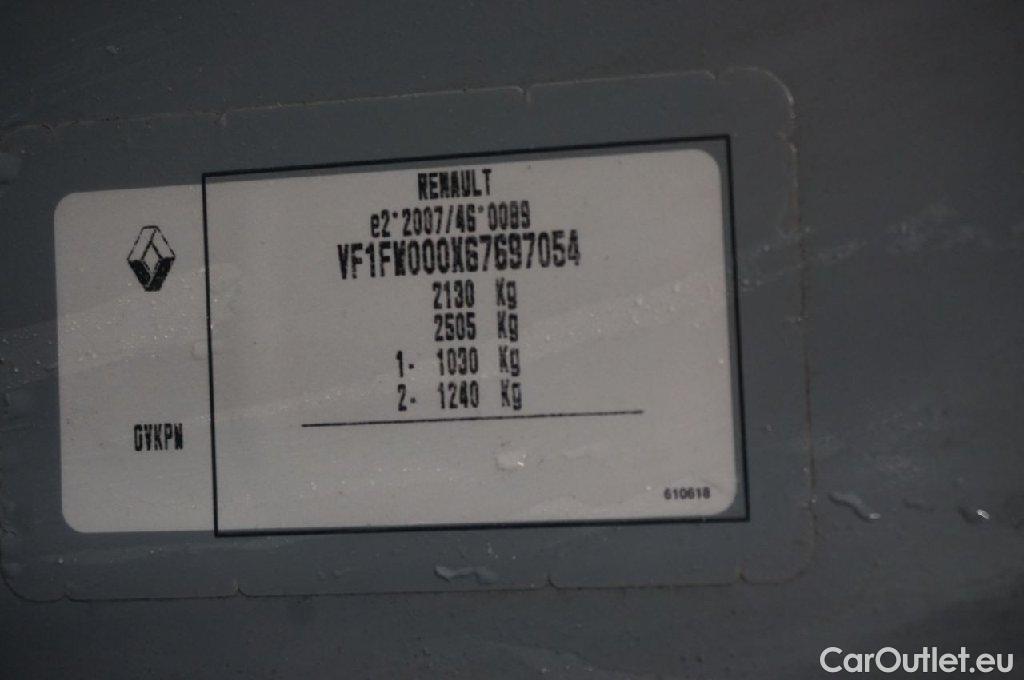 RENAULT
e2*2007/46*0089
VF1FW000X67697054
2130 Kg
2505 Kg
1- 1030 Kg
2- 1240 Kg
GVKPN
610618
CarOutlet.eu